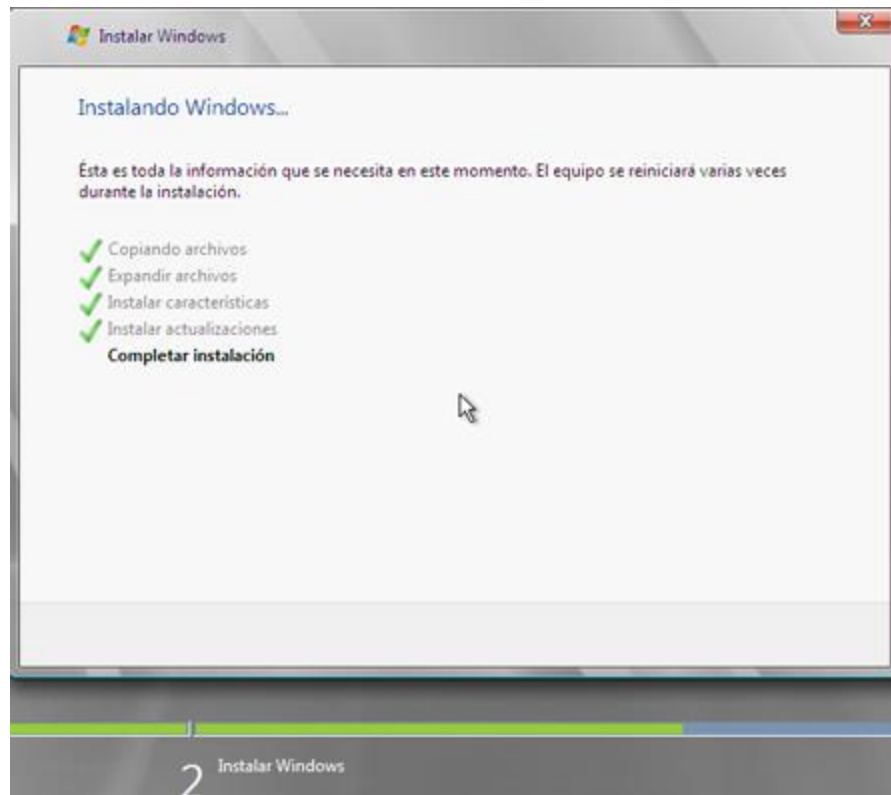 Instalar Windows
Instalando Windows...
Ésta es toda la información que se necesita en este momento. El equipo se reiniciará varias veces
durante la instalación.
Copiando archivos
Expandir archivos
Instalar características
Instalar actualizaciones
Completar instalación
2 Instalar Windows